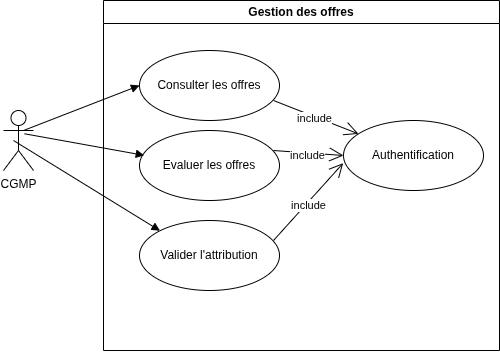 Gestion des offres
Consulter les offres
include
Evaluer les offres
include
Authentification
CGMP
include
Valider l'attribution